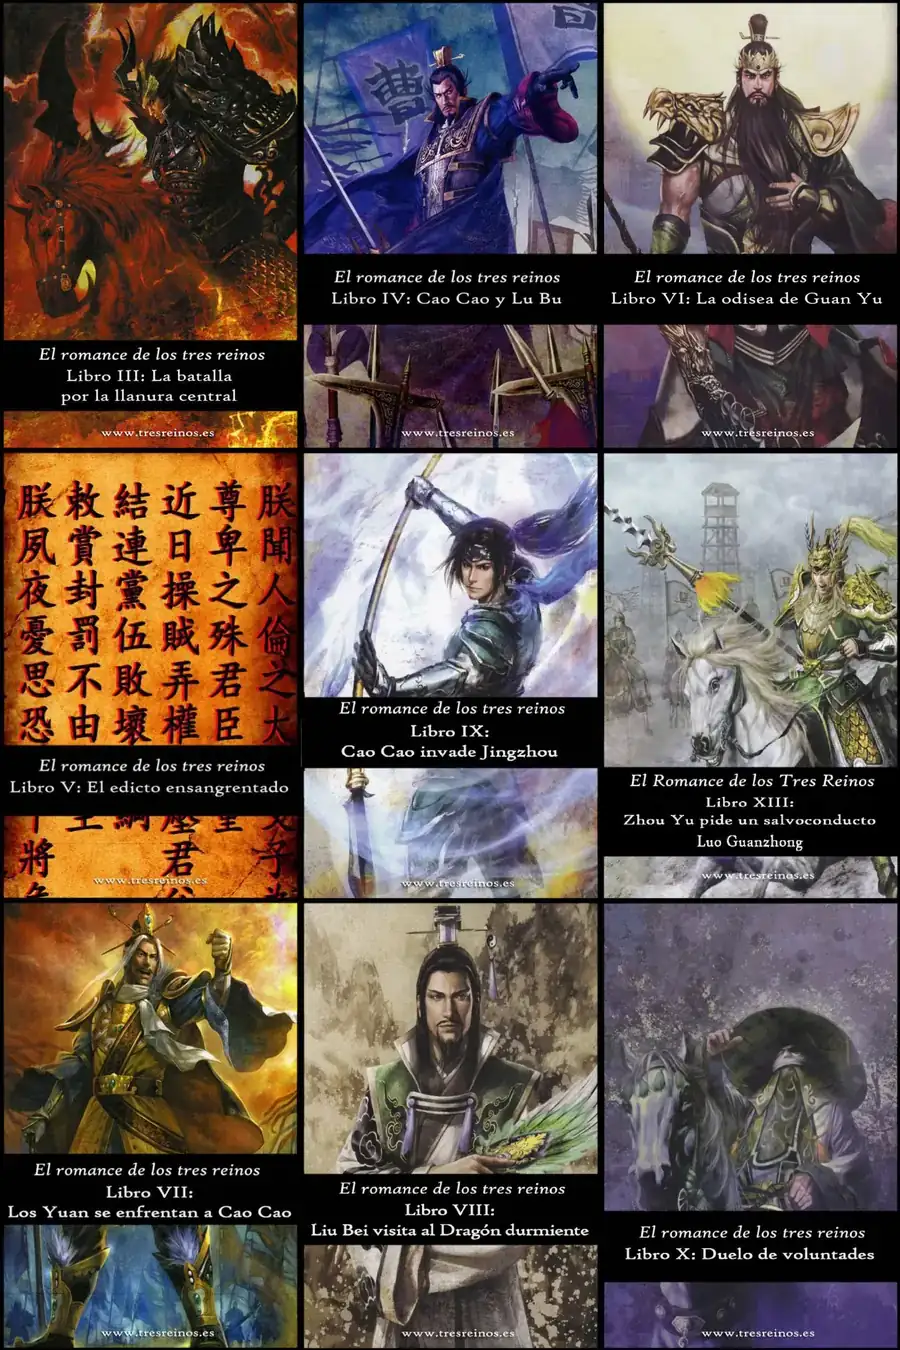 曹
El romance de los tres reinos
Libro III: La batalla
por la llanura central
www.tresreinos.es
El romance de los tres reinos
Libro IV: Cao Cao y Lu Bu
www.tresreinos.es
El romance de los tres reinos
Libro VI: La odisea de Guan Yu
www.tresreinos.es
朕聞人倫之大
尊卑之殊君臣
近日操賊弄權
結連黨伍敗壞
敕賞封罰不由
朕夙夜憂思恐
El romance de los tres reinos
Libro V: El edicto ensangrentado
子
君
將
www.tresreinos.es
El romance de los tres reinos
Libro IX:
Cao Cao invade Jingzhou
www.tresreinos.es
El Romance de los Tres Reinos
Libro XIII:
Zhou Yu pide un salvoconducto
Luo Guanzhong
www.tresreinos.es
El romance de los tres reinos
Libro VII:
Los Yuan se enfrentan a Cao Cao
www.tresreinos.es
El romance de los tres reinos
Libro VIII:
Liu Bei visita al Dragón durmiente
www.tresreinos.es
El romance de los tres reinos
Libro X: Duelo de voluntades
www.tresreinos.es